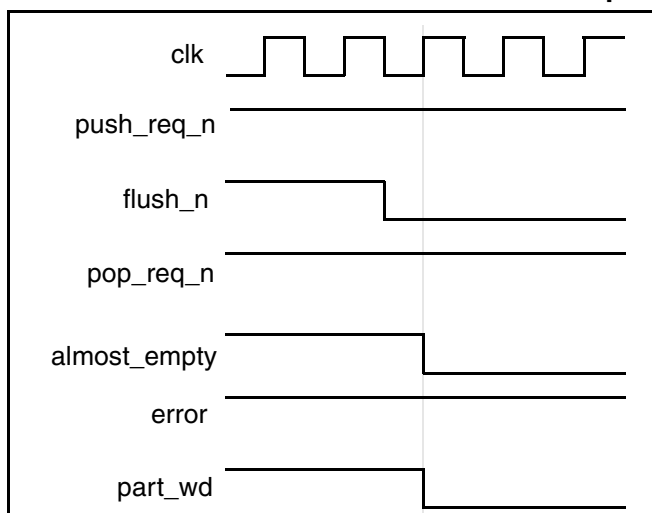 clk
push_req_n
flush_n
pop_req_n
almost_empty
error
part_wd